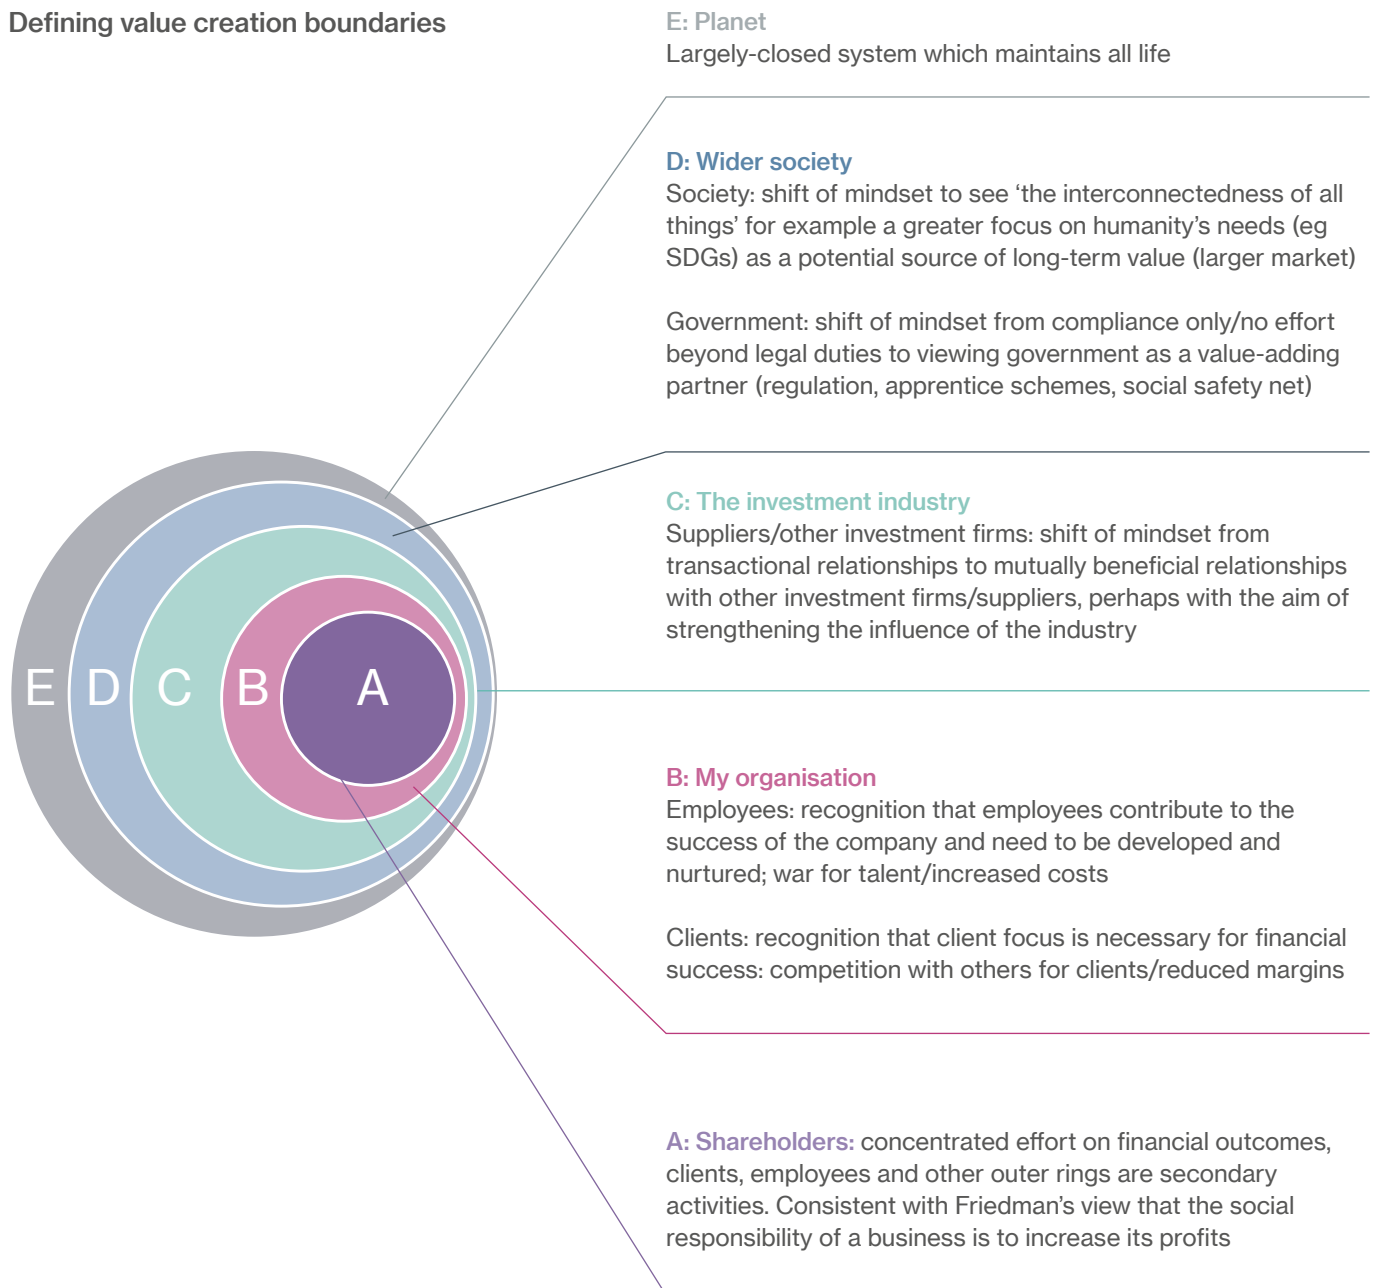 Defining value creation boundaries
E: Planet
Largely-closed system which maintains all life
D: Wider society
Society: shift of mindset to see ‘the interconnectedness of all
things’ for example a greater focus on humanity’s needs (eg
SDGs) as a potential source of long-term value (larger market)
Government: shift of mindset from compliance only/no effort
beyond legal duties to viewing government as a value-adding
partner (regulation, apprentice schemes, social safety net)
C: The investment industry
Suppliers/other investment firms: shift of mindset from
transactional relationships to mutually beneficial relationships
with other investment firms/suppliers, perhaps with the aim of
strengthening the influence of the industry
E D C B A
B: My organisation
Employees: recognition that employees contribute to the
success of the company and need to be developed and
nurtured; war for talent/increased costs
Clients: recognition that client focus is necessary for financial
success: competition with others for clients/reduced margins
A: Shareholders: concentrated effort on financial outcomes,
clients, employees and other outer rings are secondary
activities. Consistent with Friedman’s view that the social
responsibility of a business is to increase its profits